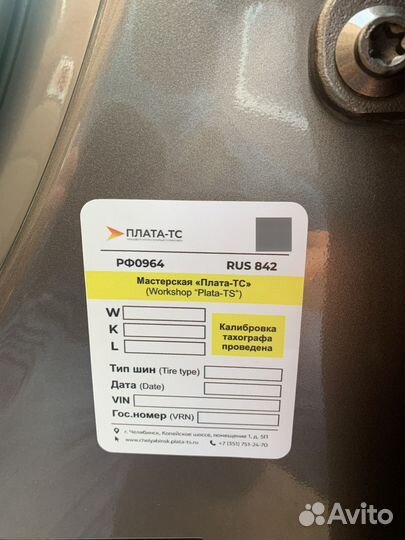 ПЛАТА-ТС
РФ0964 RUS 842
Мастерская «Плата-ТС»
(Workshop "Plata-TS")
W
K
L
Калибровка
тахографа
проведена
Тип шин (Tire type)
Дата (Date)
VIN
Гос.номер (VRN)
г. Челябинск, Копейское шоссе, помещение 1, д. 5П
www.chelyabinsk.plata-ts.ru +7 (351) 751-24-70
Avito